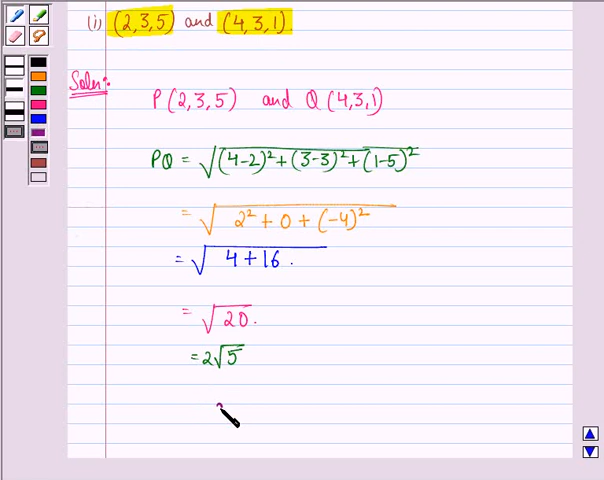 (i) (2,3,5) and (4,3,1)
Soln:-
P(2,3,5) and Q(4,3,1)
PQ = √(4-2)²+(3-3)²+(1-5)²
= √2²+0+(-4)²
= √4+16.
= √20.
= 2√5